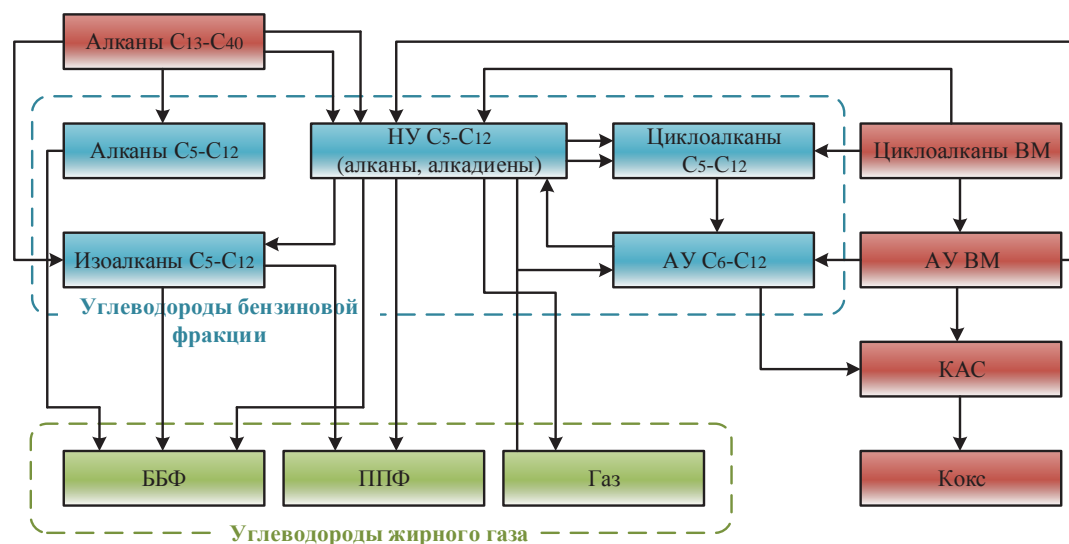 Алканы C13-C40
Алканы C5-C12
НУ C5-C12
(алканы, алкадиены)
Циклоалканы
C5-C12
Циклоалканы ВМ
Изоалканы C5-C12
АУ C6-C12
АУ ВМ
Углеводороды бензиновой
фракции
КАС
ББФ
ППФ
Газ
Кокс
Углеводороды жирного газа